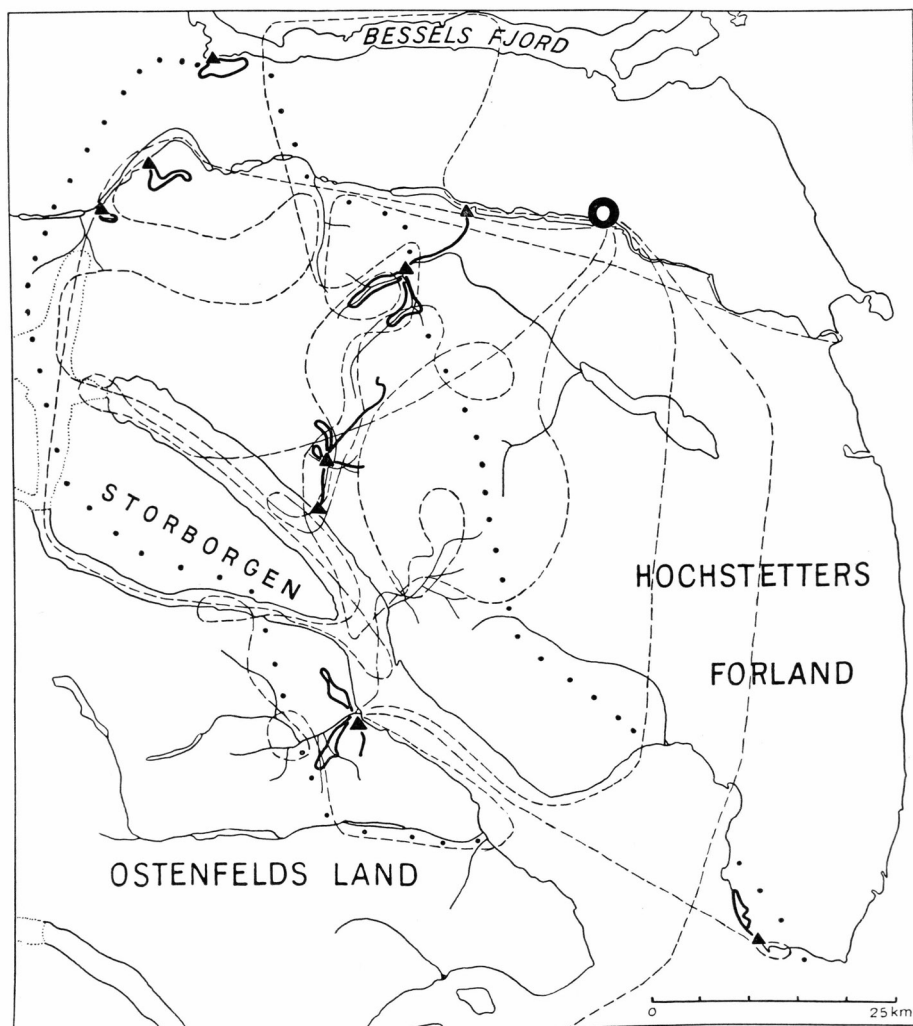 BESSELS FJORD
STORBORGEN
HOCHSTETTERS
FORLAND
OSTENFELDS LAND
0 25 km